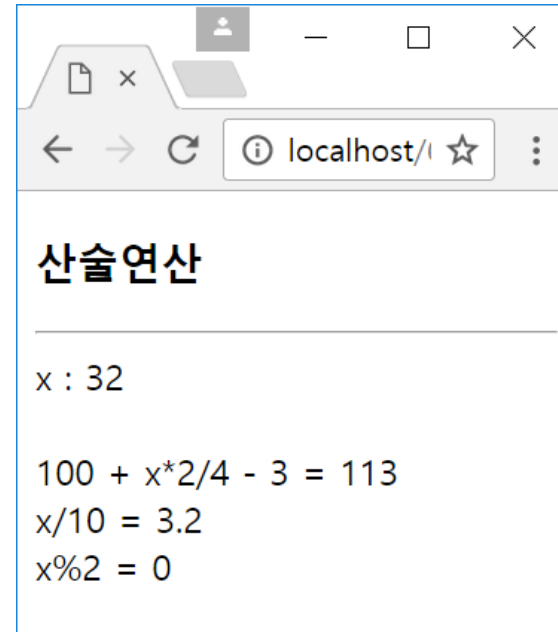 localhost/
산술연산
x : 32
100 + x*2/4 - 3 = 113
x/10 = 3.2
x%2 = 0